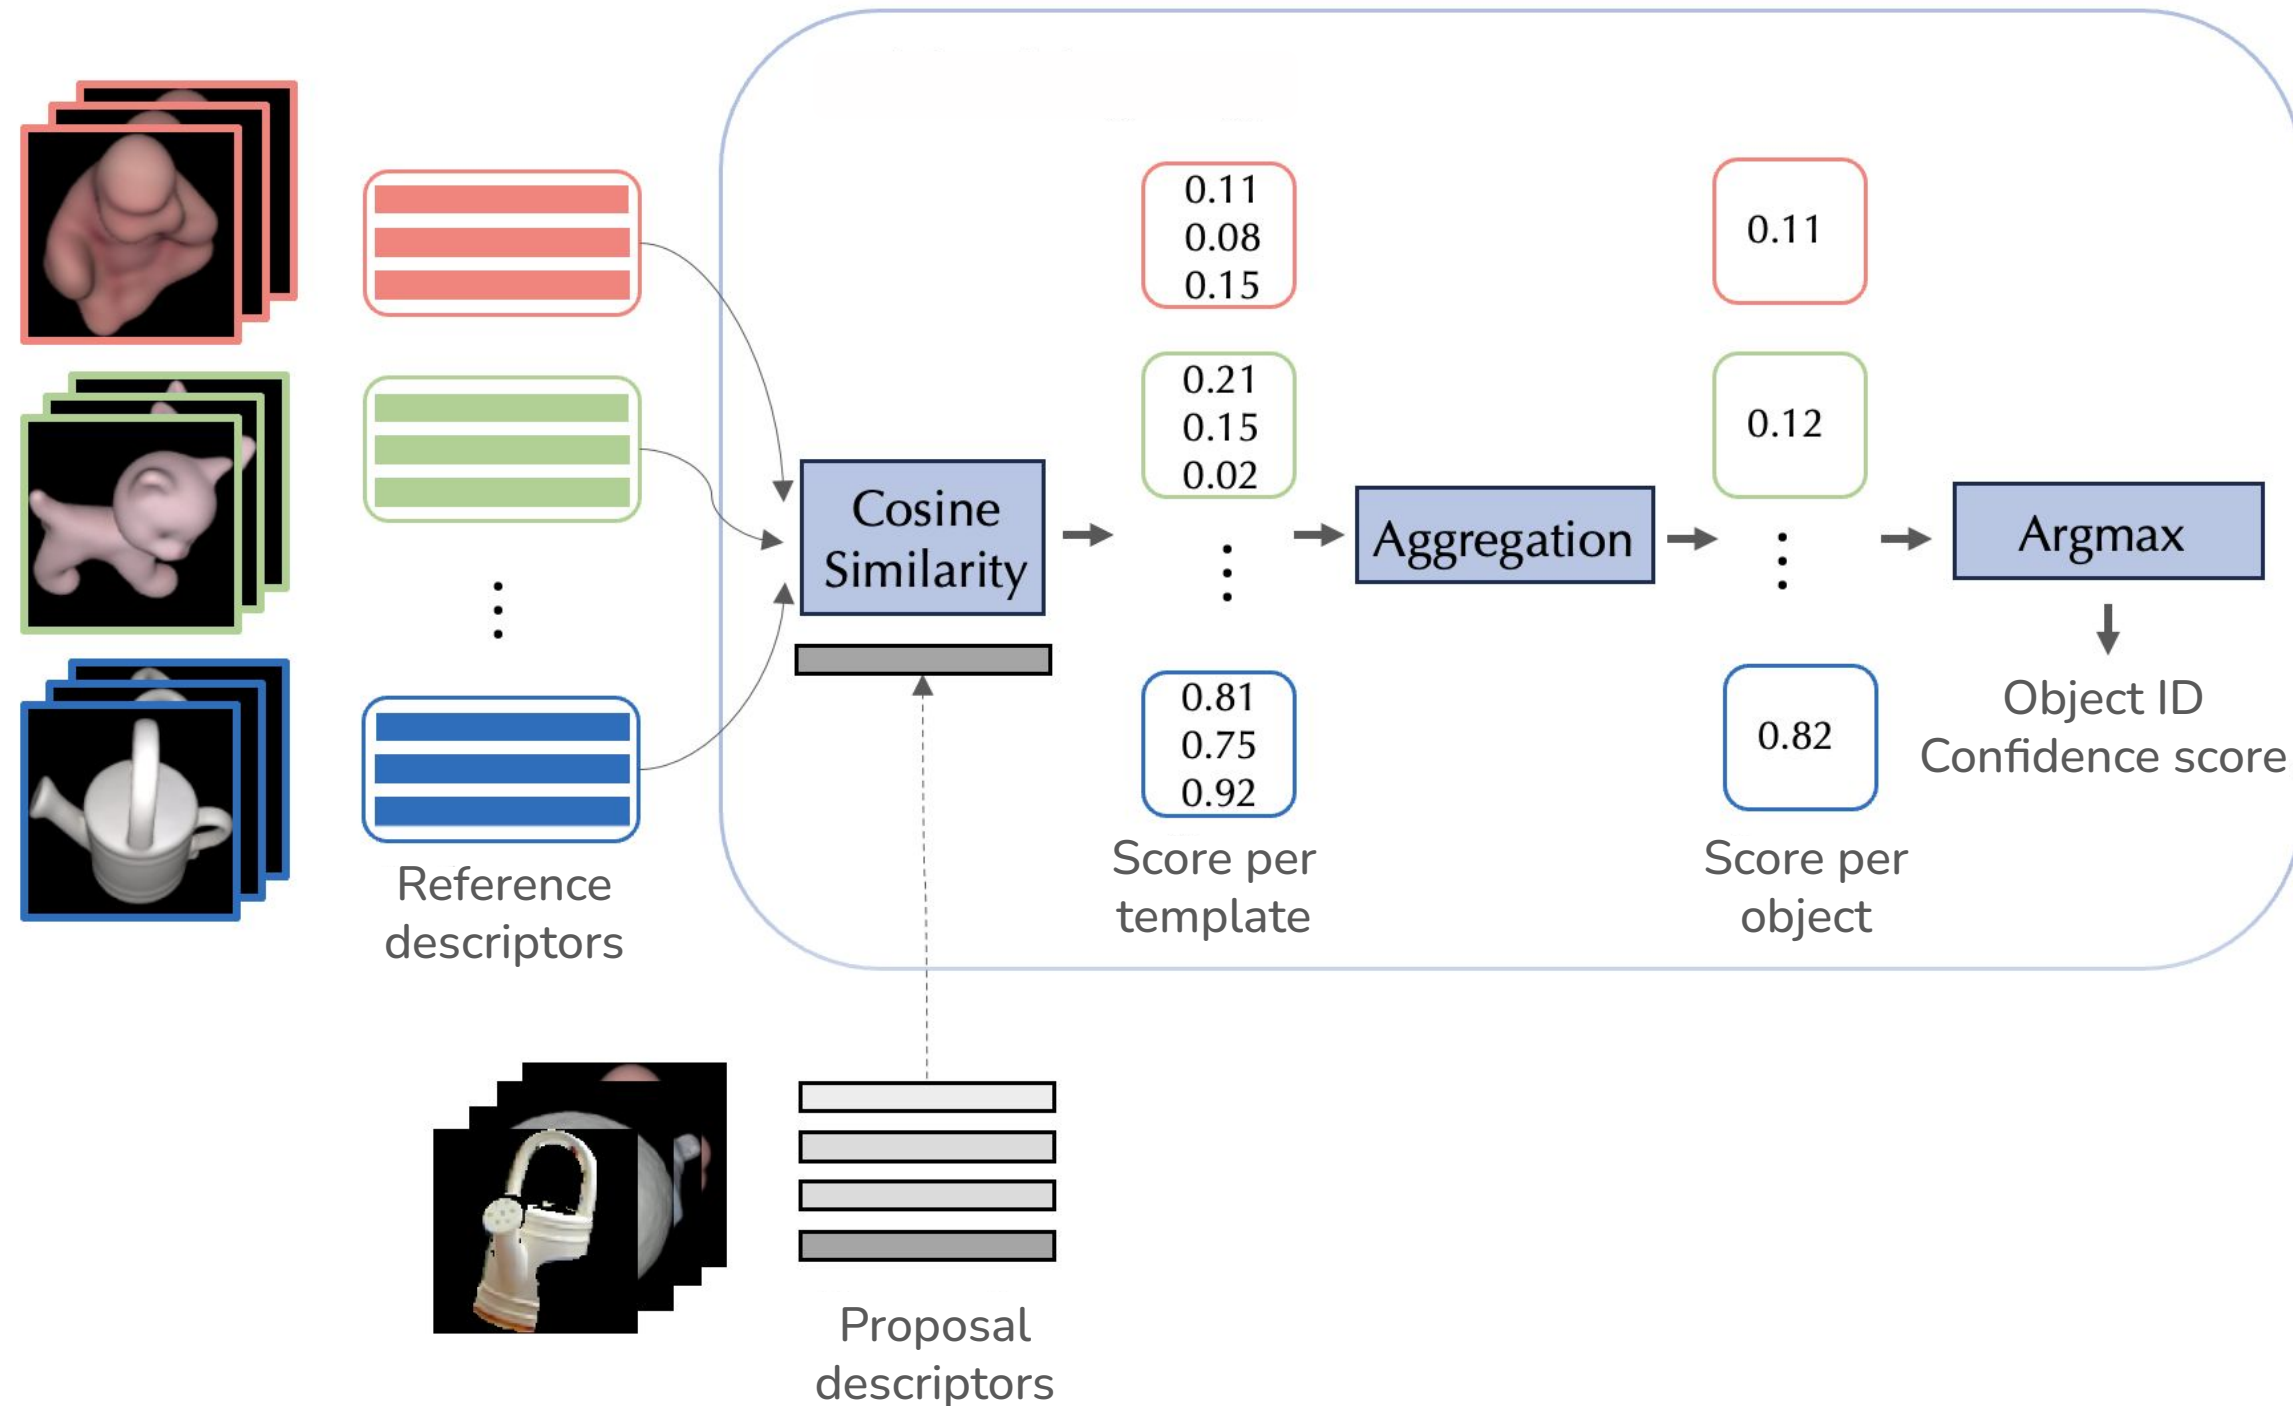 0.11
0.08
0.15
0.11
0.21
0.15
0.02
0.12
Cosine
Similarity
Aggregation
Argmax
0.81
0.75
0.92
0.82
Object ID
Confidence score
Reference
descriptors
Score per
template
Score per
object
Proposal
descriptors